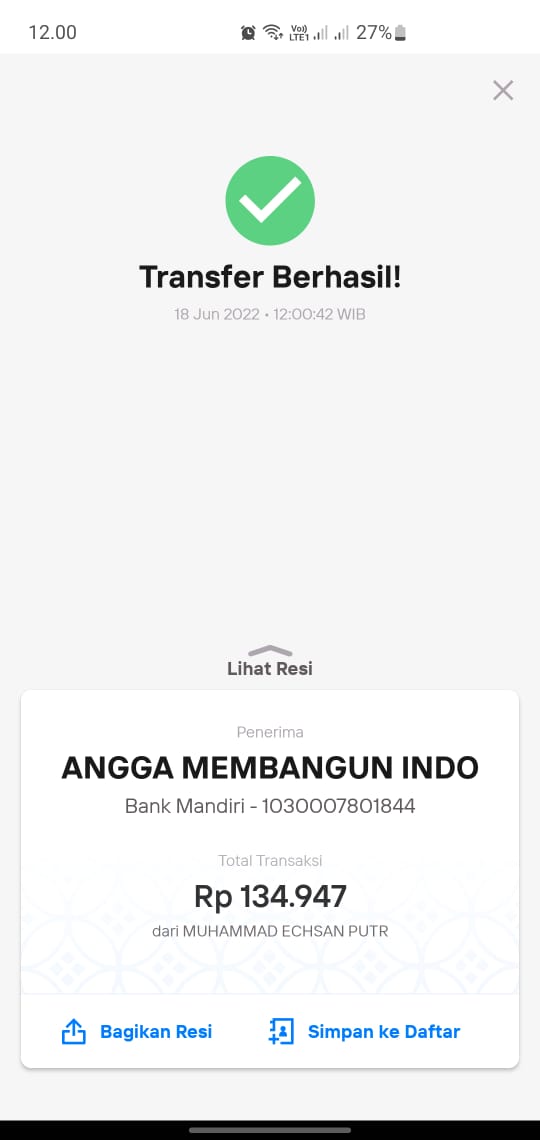 12.00
Vo))
LTE1
27%
Transfer Berhasil!
18 Jun 2022 • 12:00:42 WIB
Lihat Resi
Penerima
ANGGA MEMBANGUN INDO
Bank Mandiri - 1030007801844
Total Transaksi
Rp 134.947
dari MUHAMMAD ECHSAN PUTR
Bagikan Resi
Simpan ke Daftar